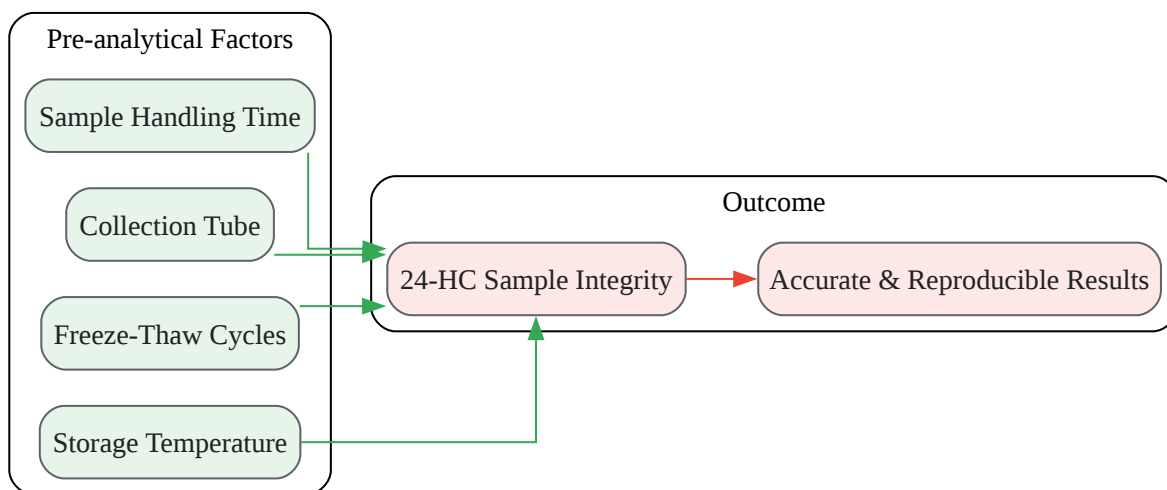 Pre-analytical Factors
Sample Handling Time
Collection Tube
Freeze-Thaw Cycles
Storage Temperature
Outcome
24-HC Sample Integrity
Accurate & Reproducible Results